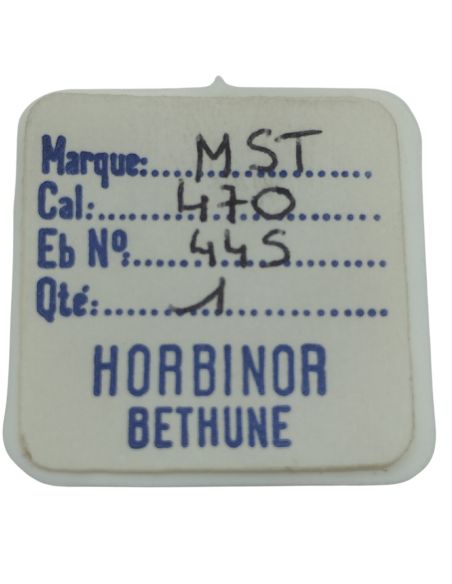 Marque: MST
Cal: 470
Eb Nº: 445
Qté: 1
HORBINOR
BETHUNE